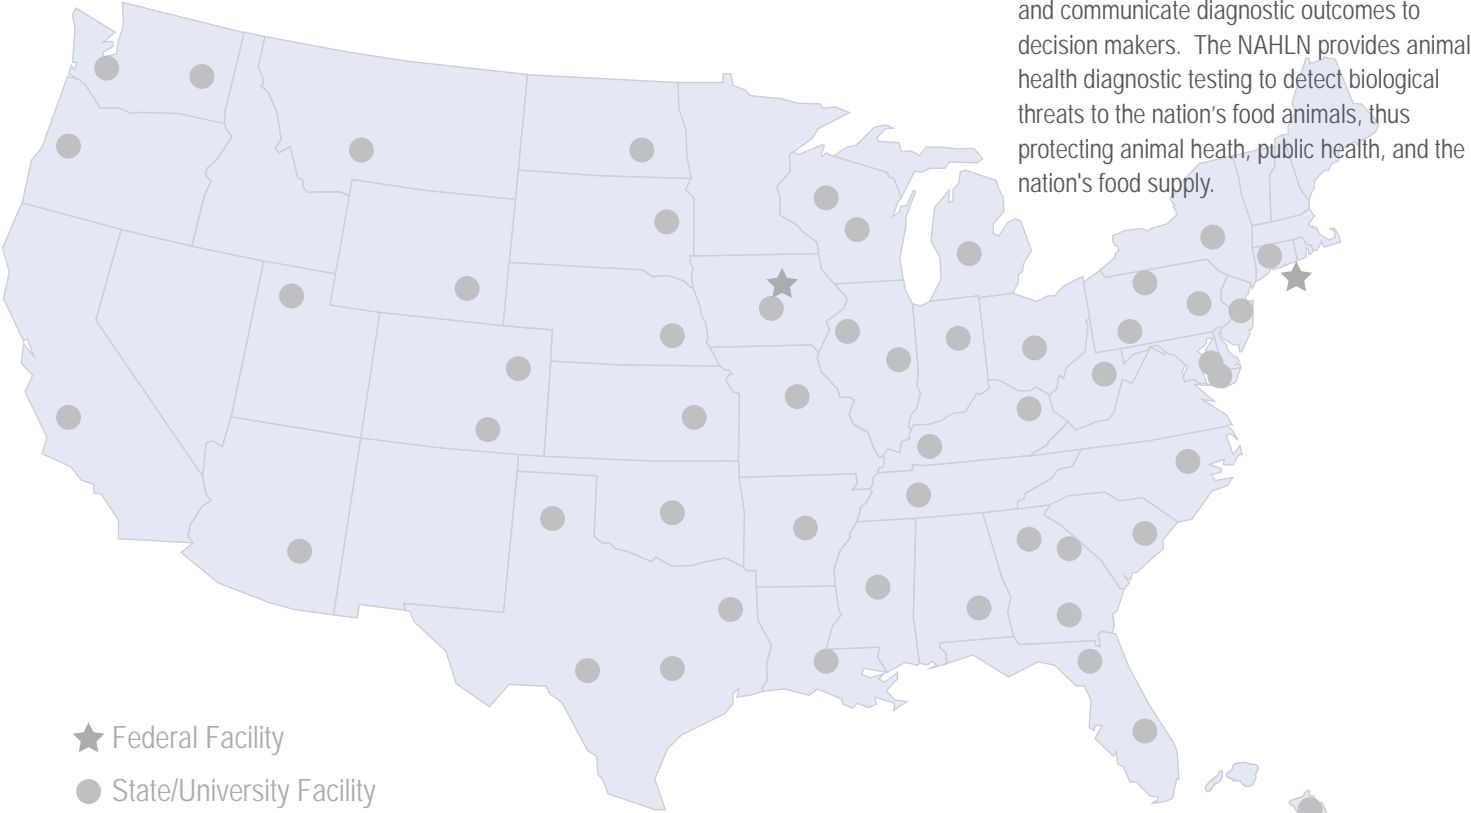 and communicate diagnostic outcomes to
decision makers.  The NAHLN provides animal
health diagnostic testing to detect biological
threats to the nation’s food animals, thus
protecting animal heath, public health, and the
nation's food supply.
Federal Facility
State/University Facility